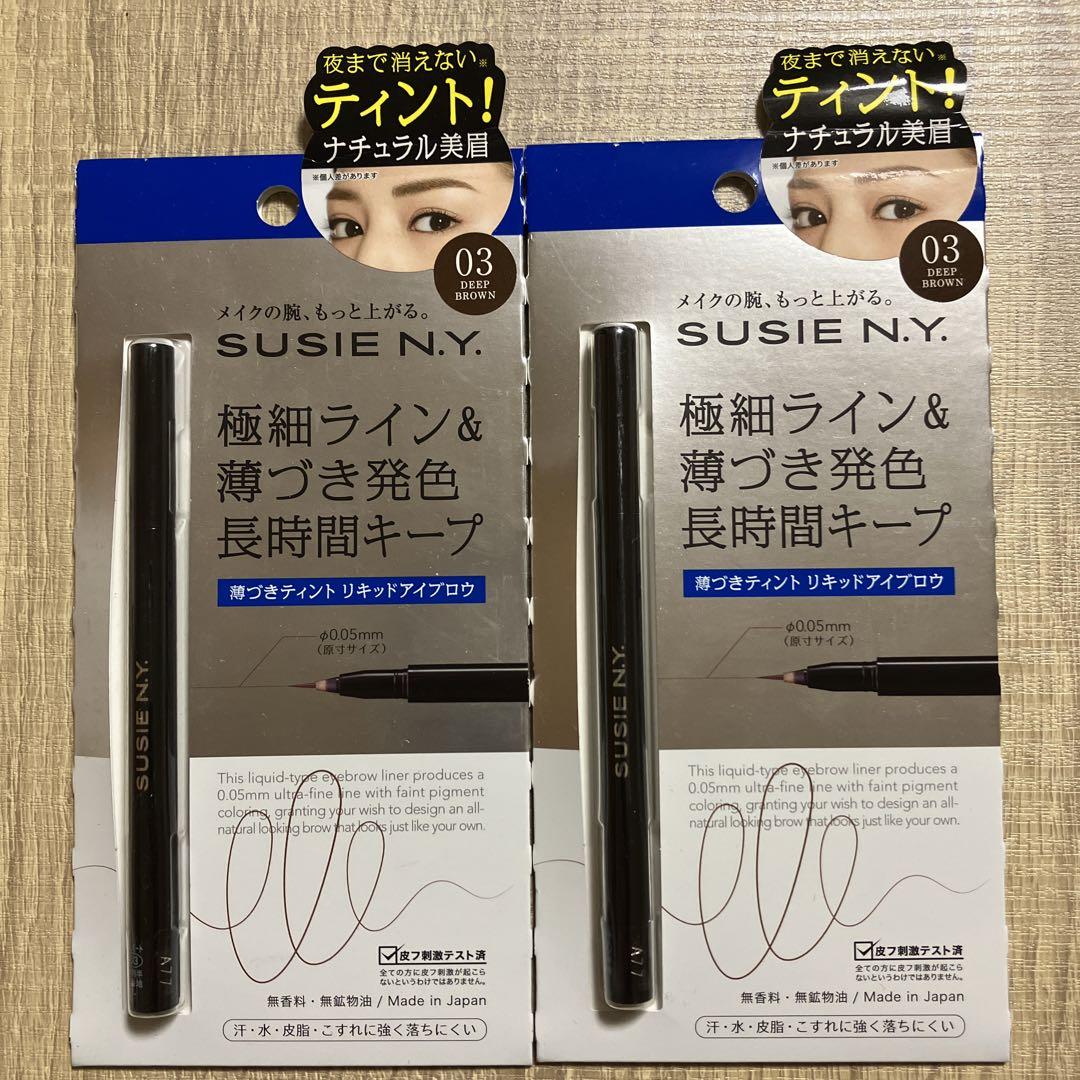 夜まで消えない※
ティント!
ナチュラル美眉
※個人差があります
03
DEEP
BROWN
メイクの腕、もっと上がる。
SUSIE N.Y.
極細ライン&
薄づき発色
長時間キープ
薄づきティント リキッドアイブロウ
φ0.05mm
(原寸サイズ)
SUSIE N.Y.
This liquid-type eyebrow liner produces a
0.05mm ultra-fine line with faint pigment
coloring, granting your wish to design an all-
natural looking brow that looks just like your own.
A77
皮フ刺激テスト済
全ての方に皮フ刺激が起こら
ないというわけではありません。
無香料・無鉱物油 / Made in Japan
汗・水・皮脂・こすれに強く落ちにくい
夜まで消えない※
ティント!
ナチュラル美眉
※個人差があります
03
DEEP
BROWN
メイクの腕、もっと上がる。
SUSIE N.Y.
極細ライン&
薄づき発色
長時間キープ
薄づきティント リキッドアイブロウ
φ0.05mm
(原寸サイズ)
SUSIE N.Y.
This liquid-type eyebrow liner produces a
0.05mm ultra-fine line with faint pigment
coloring, granting your wish to design an all-
natural looking brow that looks just like your own.
A77
皮フ刺激テスト済
全ての方に皮フ刺激が起こら
ないというわけではありません。
無香料・無鉱物油 / Made in Japan
汗・水・皮脂・こすれに強く落ちにくい